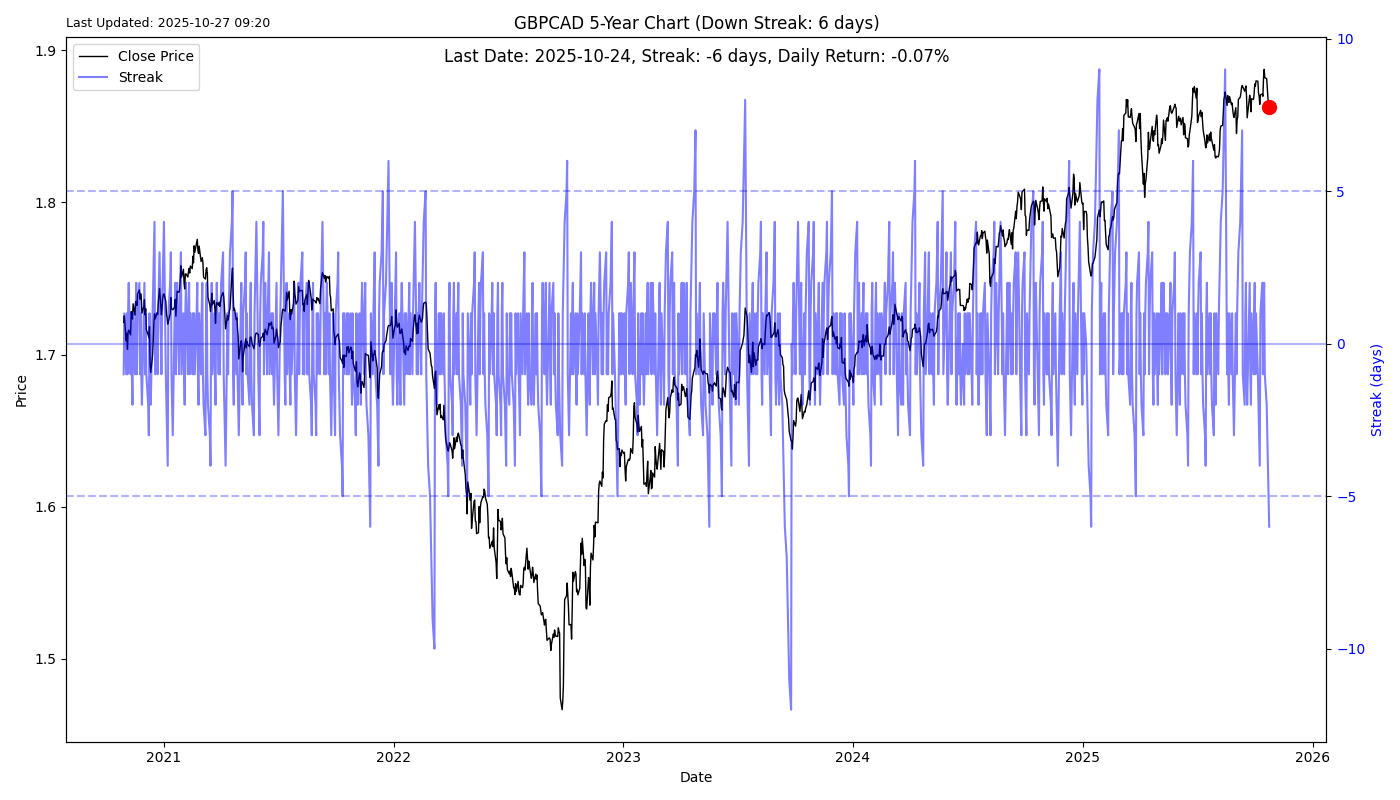 Last Updated: 2025-10-27 09:20
GBPCAD 5-Year Chart (Down Streak: 6 days)
Last Date: 2025-10-24, Streak: -6 days, Daily Return: -0.07%
Close Price
Streak
1.9
1.8
1.7
1.6
1.5
Price
10
5
0
−5
−10
Streak (days)
2021
2022
2023
2024
2025
2026
Date